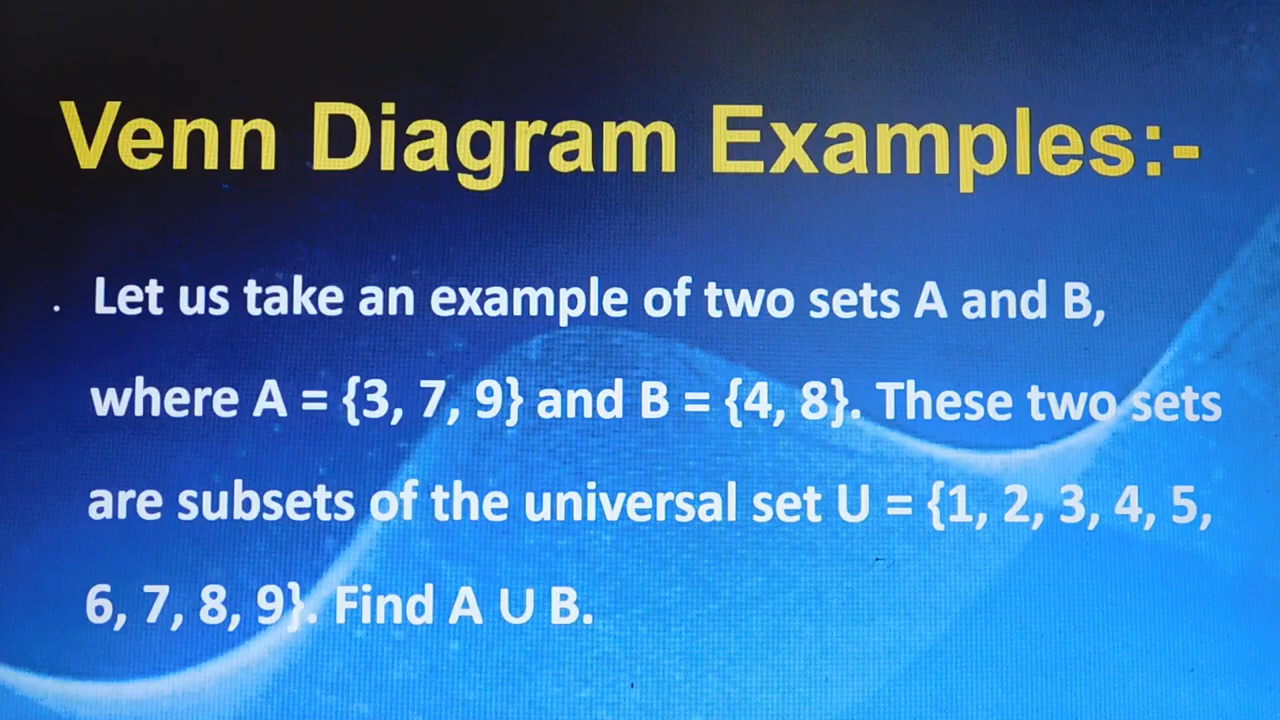 Venn Diagram Examples:-
. Let us take an example of two sets A and B,
where A = {3, 7, 9} and B = {4, 8}. These two sets
are subsets of the universal set U = {1, 2, 3, 4, 5,
6, 7, 8, 9}. Find A ∪ B.